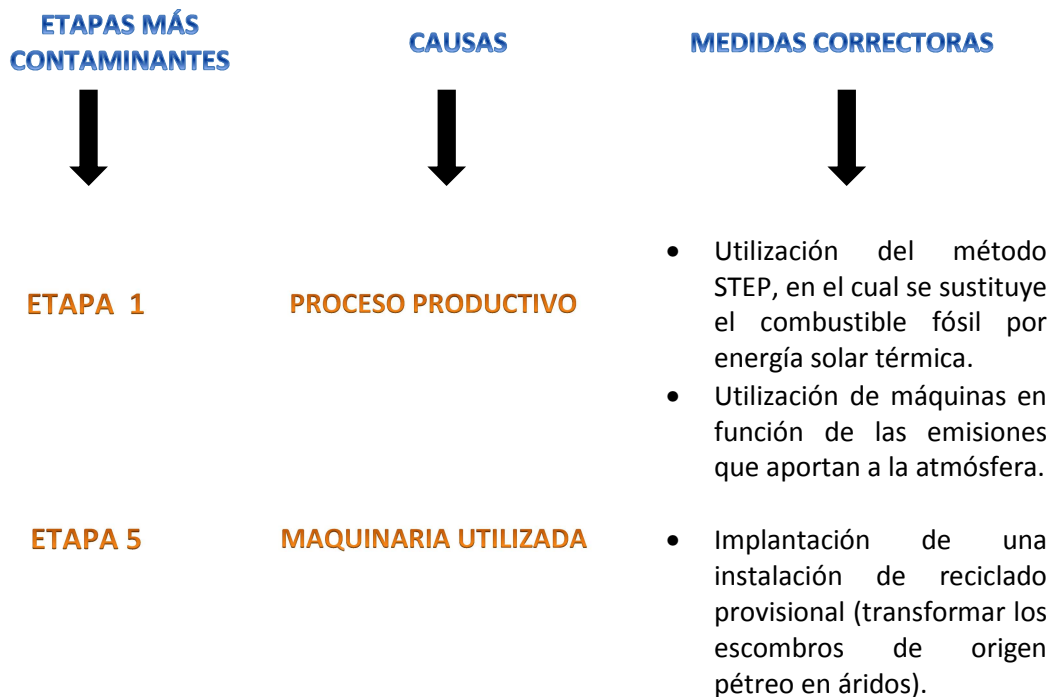 ETAPAS MÁS
CONTAMINANTES
CAUSAS
MEDIDAS CORRECTORAS
ETAPA 1
PROCESO PRODUCTIVO
• Utilización del método
STEP, en el cual se sustituye
el combustible fósil por
energía solar térmica.
• Utilización de máquinas en
función de las emisiones
que aportan a la atmósfera.
ETAPA 5
MAQUINARIA UTILIZADA
• Implantación de una
instalación de reciclado
provisional (transformar los
escombros de origen
pétreo en áridos).